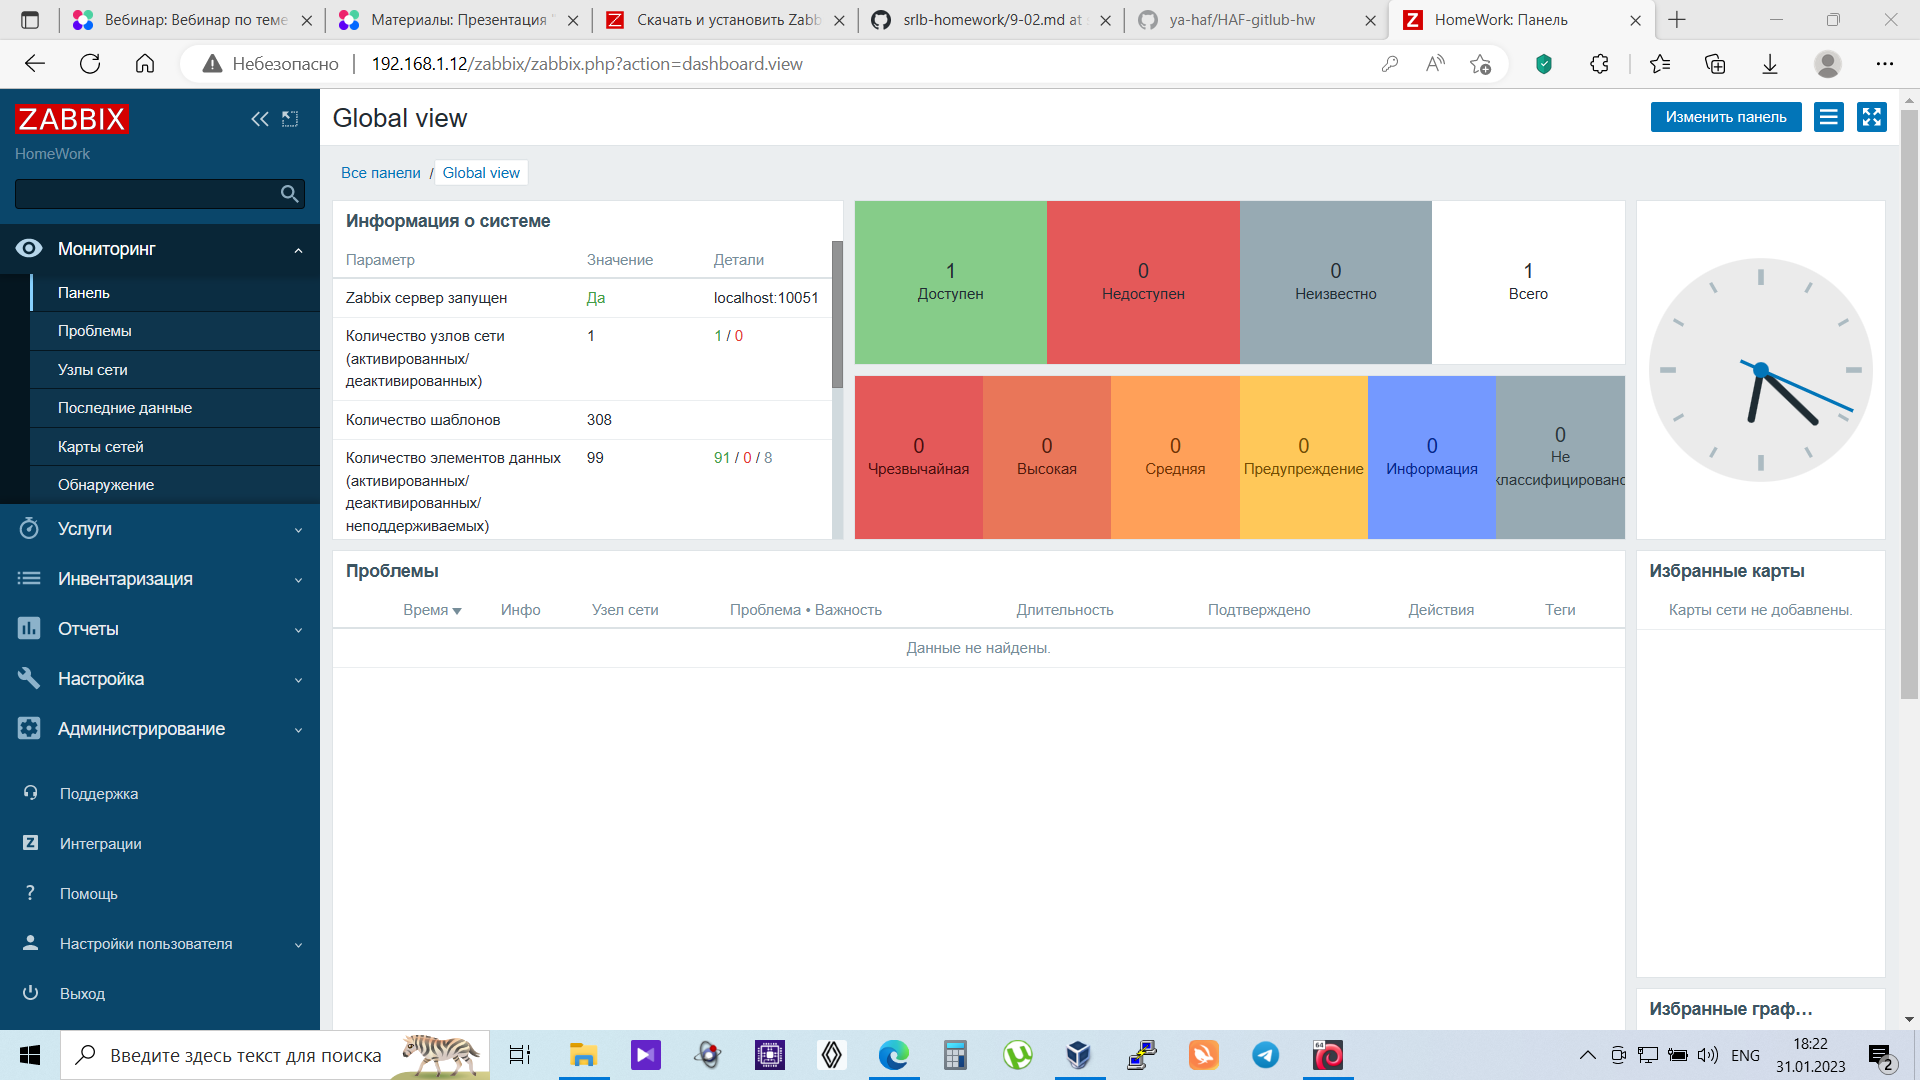 Вебинар: Вебинар по теме
Материалы: Презентация "
Скачать и установить Zabb
srlb-homework/9-02.md at
ya-haf/HAF-gitlub-hw
HomeWork: Панель
Небезопасно
192.168.1.12/zabbix/zabbix.php?action=dashboard.view
ZABBIX
HomeWork
Мониторинг
Панель
Проблемы
Узлы сети
Последние данные
Карты сетей
Обнаружение
Услуги
Инвентаризация
Отчеты
Настройка
Администрирование
Поддержка
Интеграции
Помощь
Настройки пользователя
Выход
Global view
Изменить панель
Все панели / Global view
Информация о системе
Параметр Значение Детали
Zabbix сервер запущен Да localhost:10051
Количество узлов сети 1 1 / 0
(активированных/
деактивированных)
Количество шаблонов 308
Количество элементов данных 99 91 / 0 / 8
(активированных/
деактивированных/
неподдерживаемых)
1
Доступен
0
Недоступен
0
Неизвестно
1
Всего
0
Чрезвычайная
0
Высокая
0
Средняя
0
Предупреждение
0
Информация
0
Не
классифицировано
Проблемы
Время Инфо Узел сети Проблема • Важность Длительность Подтверждено Действия Теги
Данные не найдены.
Избранные карты
Карты сети не добавлены.
Избранные граф…
Введите здесь текст для поиска
64
ENG
18:22
31.01.2023
2